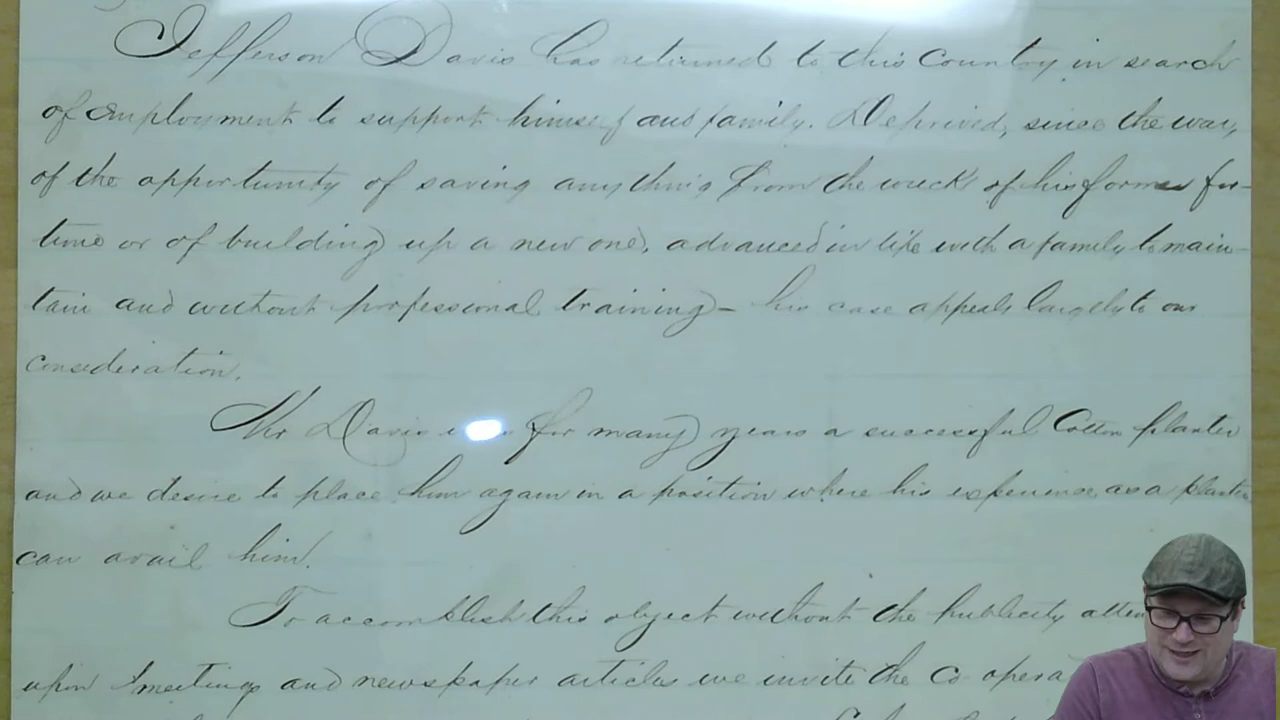 Jefferson Davis has returned to this Country in search
of employment to support himself and family. Deprived, since the war,
of the opportunity of saving anything from the wreck of his former for-
tune or of building up a new one, advanced in life with a family to main-
tain and without professional training – his case appeals largely to our
consideration.
Mr Davis for many years a successful Cotton planter
and we desire to place him again in a position where his experience as a planter
can avail him.
To accomplish this object without the publicity
upon meetings and newspaper articles we invite the Co opera